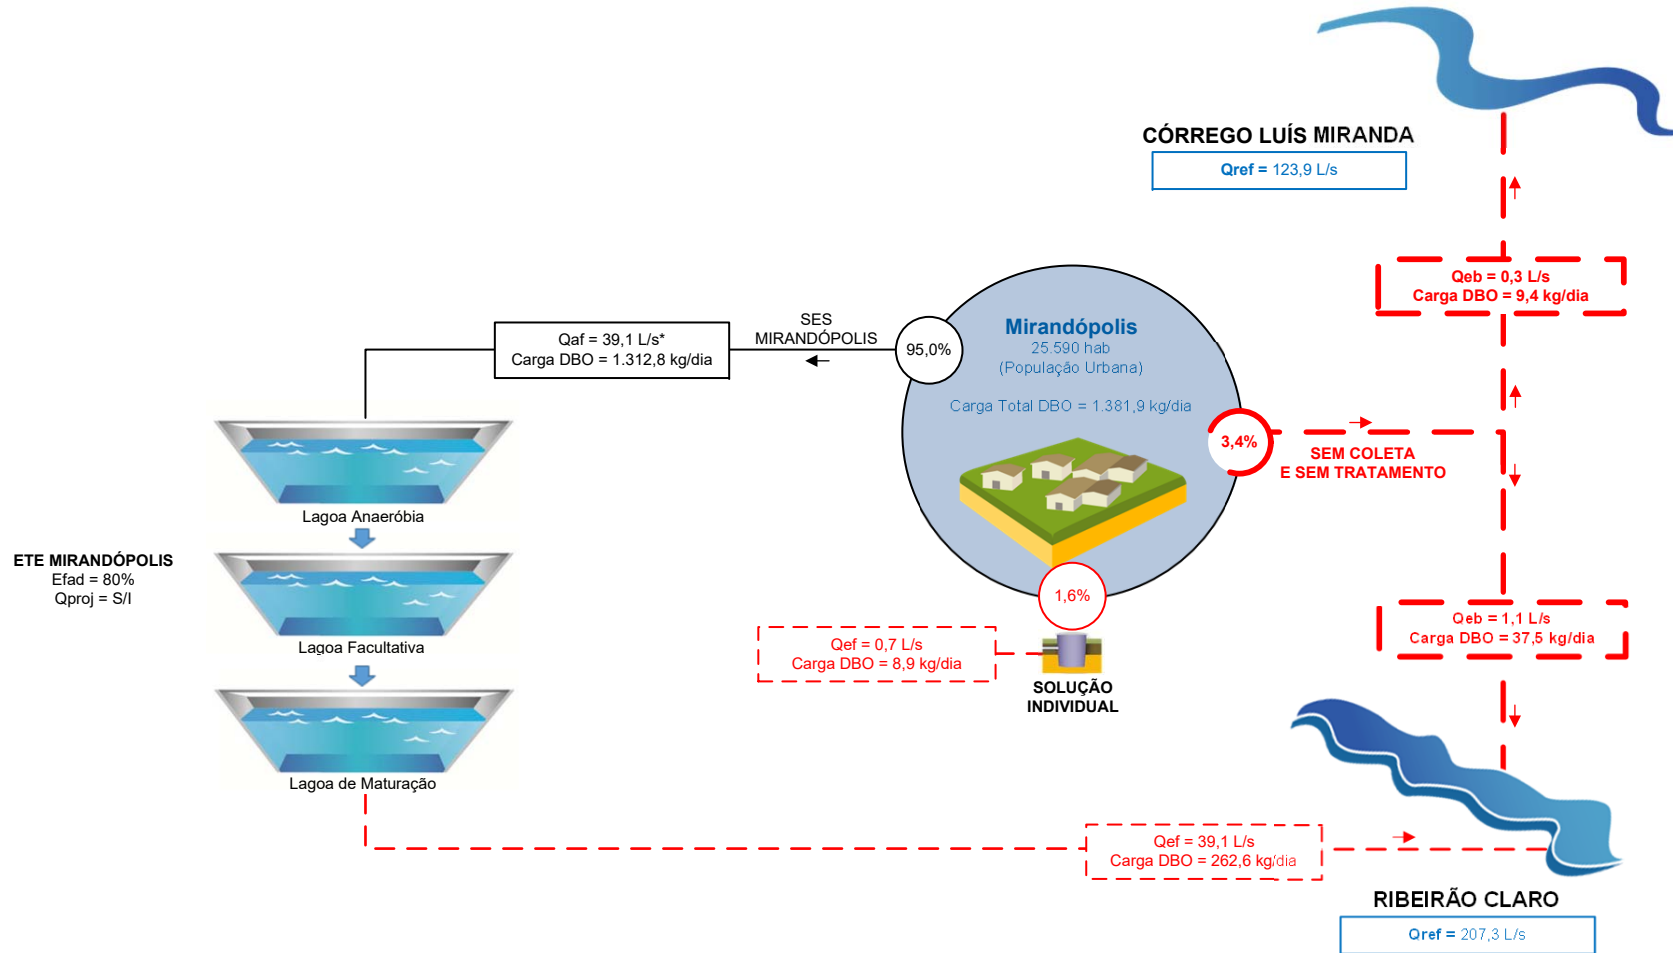 CÓRREGO LUÍS MIRANDA
Qref = 123,9 L/s
Qeb = 0,3 L/s
Carga DBO = 9,4 kg/dia
SES
MIRANDÓPOLIS
Qaf = 39,1 L/s*
Carga DBO = 1.312,8 kg/dia
95,0%
Mirandópolis
25.590 hab
(População Urbana)
Carga Total DBO = 1.381,9 kg/dia
3,4%
SEM COLETA
E SEM TRATAMENTO
Lagoa Anaeróbia
ETE MIRANDÓPOLIS
Efad = 80%
Qproj = S/I
Lagoa Facultativa
Lagoa de Maturação
1,6%
Qef = 0,7 L/s
Carga DBO = 8,9 kg/dia
SOLUÇÃO
INDIVIDUAL
Qeb = 1,1 L/s
Carga DBO = 37,5 kg/dia
Qef = 39,1 L/s
Carga DBO = 262,6 kg/dia
RIBEIRÃO CLARO
Qref = 207,3 L/s